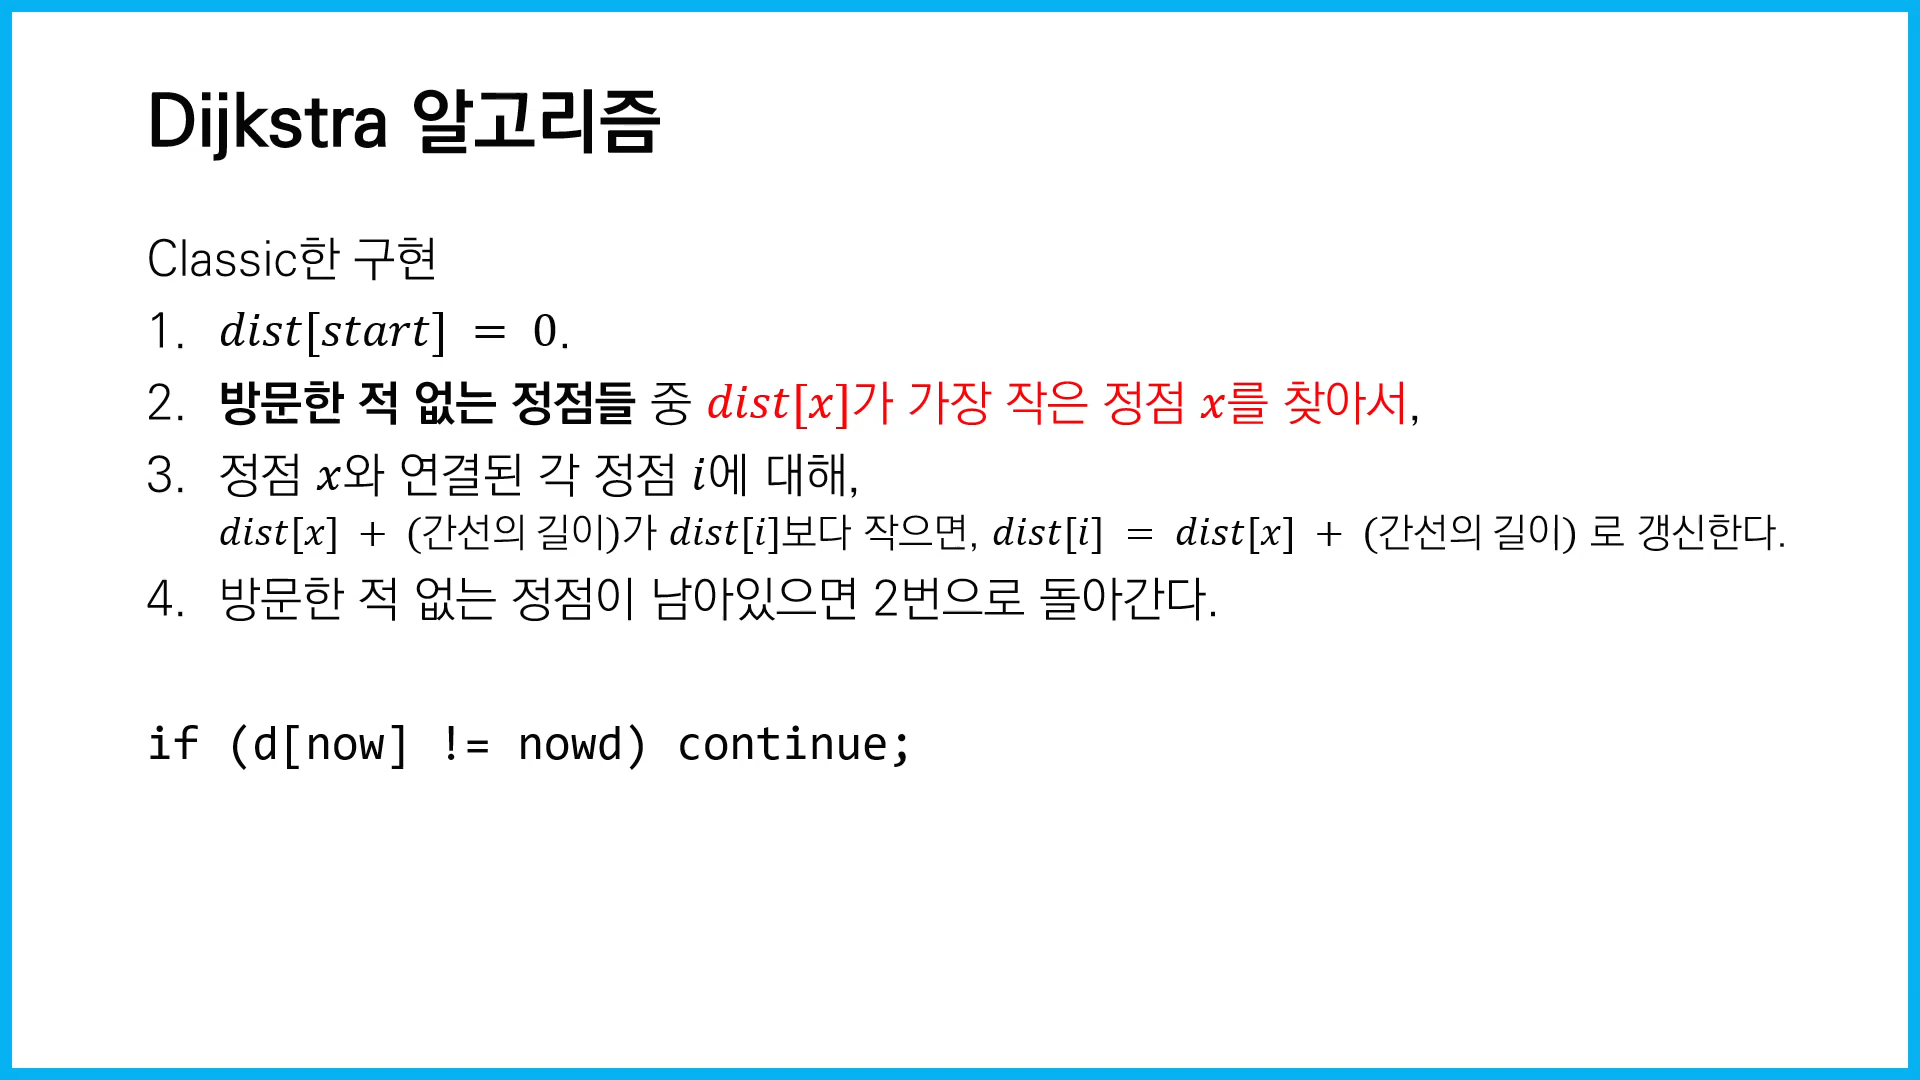 Dijkstra 알고리즘
Classic한 구현
1. dist[start] = 0.
2. 방문한 적 없는 정점들 중 dist[x]가 가장 작은 정점 x를 찾아서,
3. 정점 x와 연결된 각 정점 i에 대해,
dist[x] + (간선의 길이)가 dist[i]보다 작으면, dist[i] = dist[x] + (간선의 길이) 로 갱신한다.
4. 방문한 적 없는 정점이 남아있으면 2번으로 돌아간다.
if (d[now] != nowd) continue;